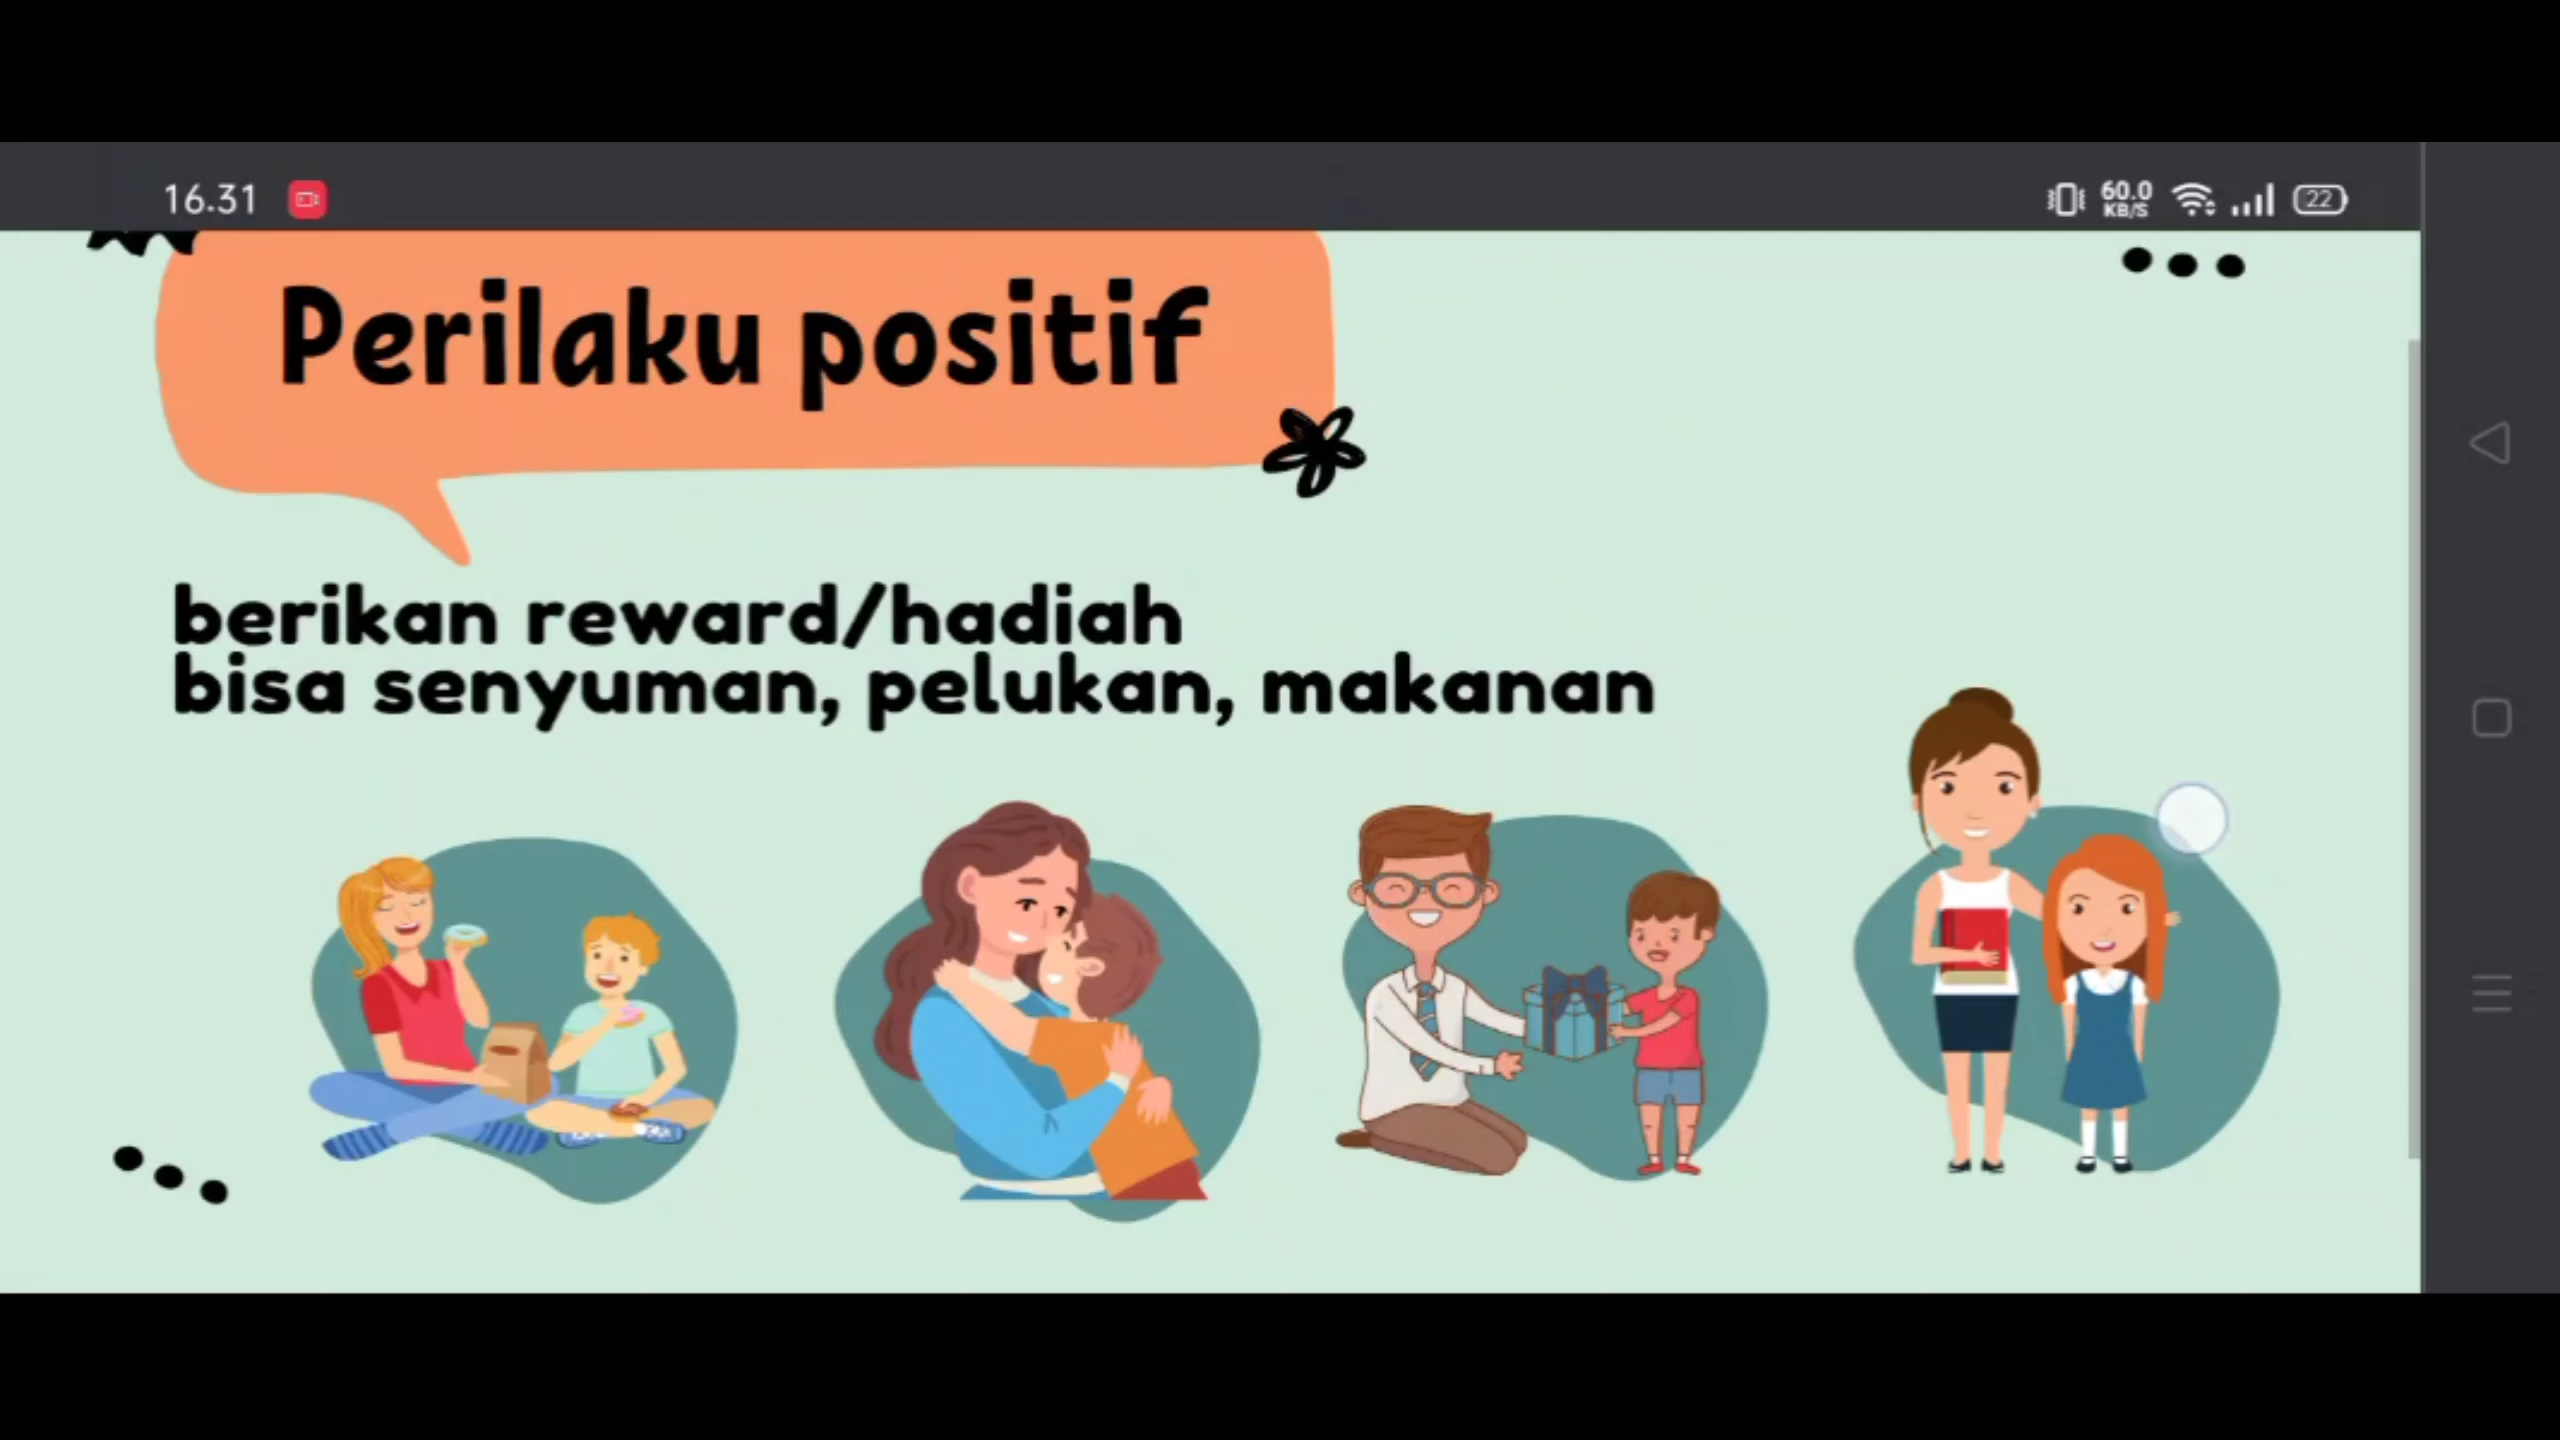 16.31
60.0
KB/S
22
Perilaku positif
berikan reward/hadiah
bisa senyuman, pelukan, makanan